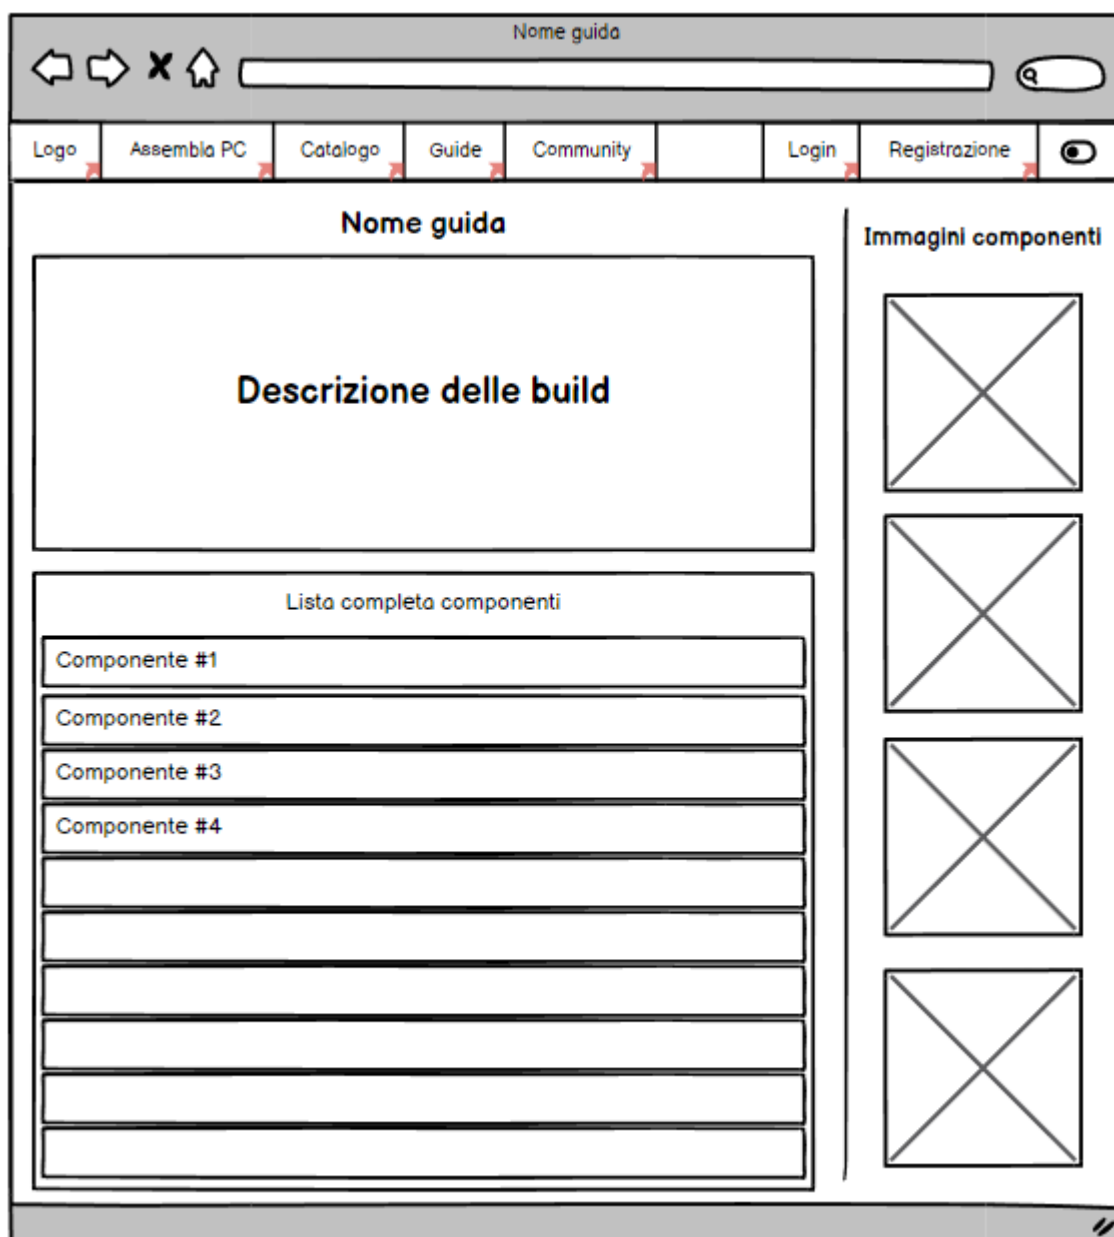 Nome guida
Logo Assembla PC Catalogo Guide Community Login Registrazione
Nome guida
Immagini componenti
Descrizione delle build
Lista completa componenti
Componente #1
Componente #2
Componente #3
Componente #4